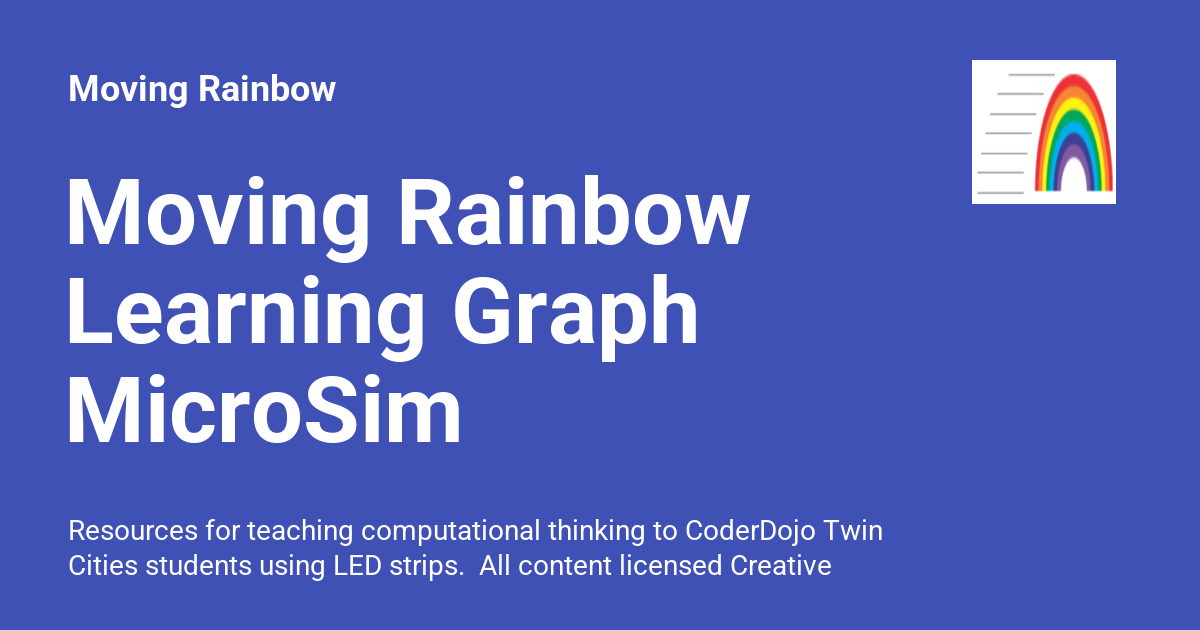 Moving Rainbow
Moving Rainbow
Learning Graph
MicroSim
Resources for teaching computational thinking to CoderDojo Twin
Cities students using LED strips.  All content licensed Creative